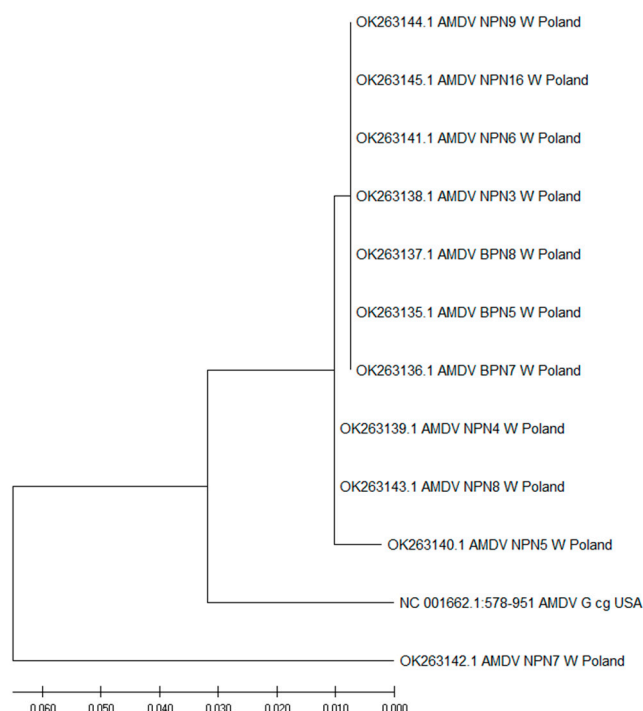 OK263144.1 AMDV NPN9 W Poland
OK263145.1 AMDV NPN16 W Poland
OK263141.1 AMDV NPN6 W Poland
OK263138.1 AMDV NPN3 W Poland
OK263137.1 AMDV BPN8 W Poland
OK263135.1 AMDV BPN5 W Poland
OK263136.1 AMDV BPN7 W Poland
OK263139.1 AMDV NPN4 W Poland
OK263143.1 AMDV NPN8 W Poland
OK263140.1 AMDV NPN5 W Poland
NC 001662.1:578-951 AMDV G cg USA
OK263142.1 AMDV NPN7 W Poland
0.060 0.050 0.040 0.030 0.020 0.010 0.000